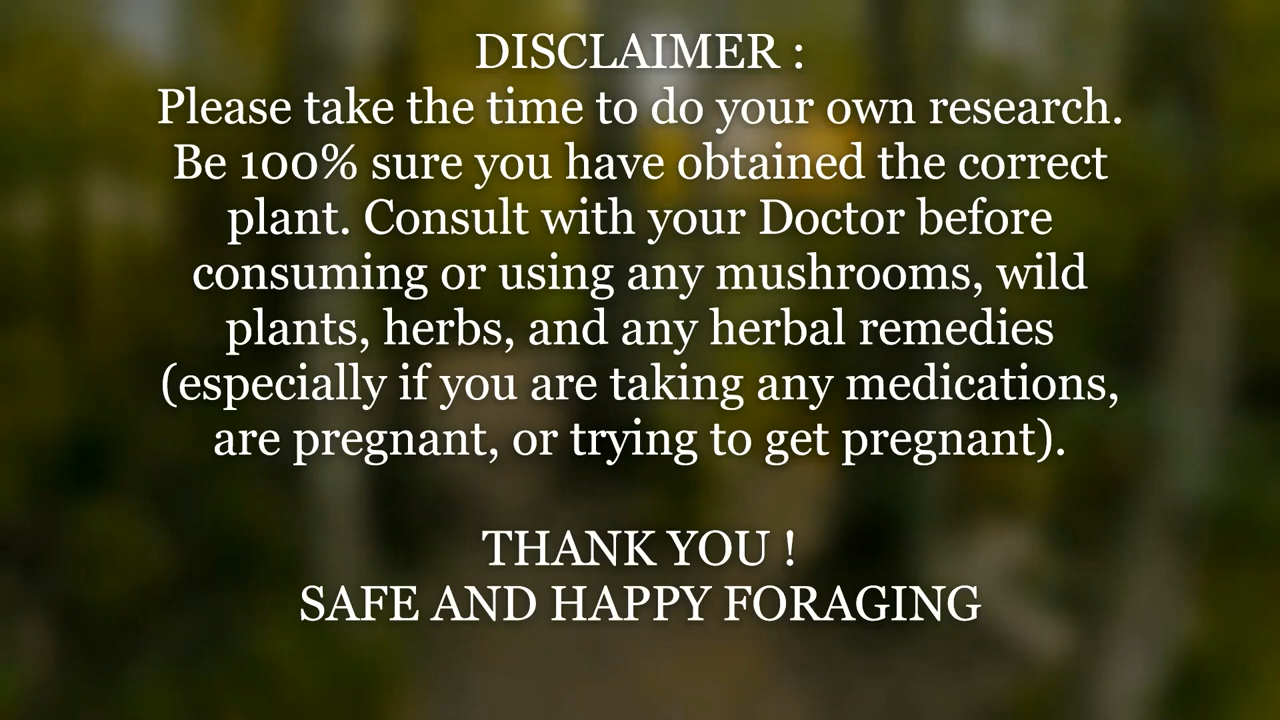 DISCLAIMER :
Please take the time to do your own research.
Be 100% sure you have obtained the correct
plant. Consult with your Doctor before
consuming or using any mushrooms, wild
plants, herbs, and any herbal remedies
(especially if you are taking any medications,
are pregnant, or trying to get pregnant).
THANK YOU !
SAFE AND HAPPY FORAGING